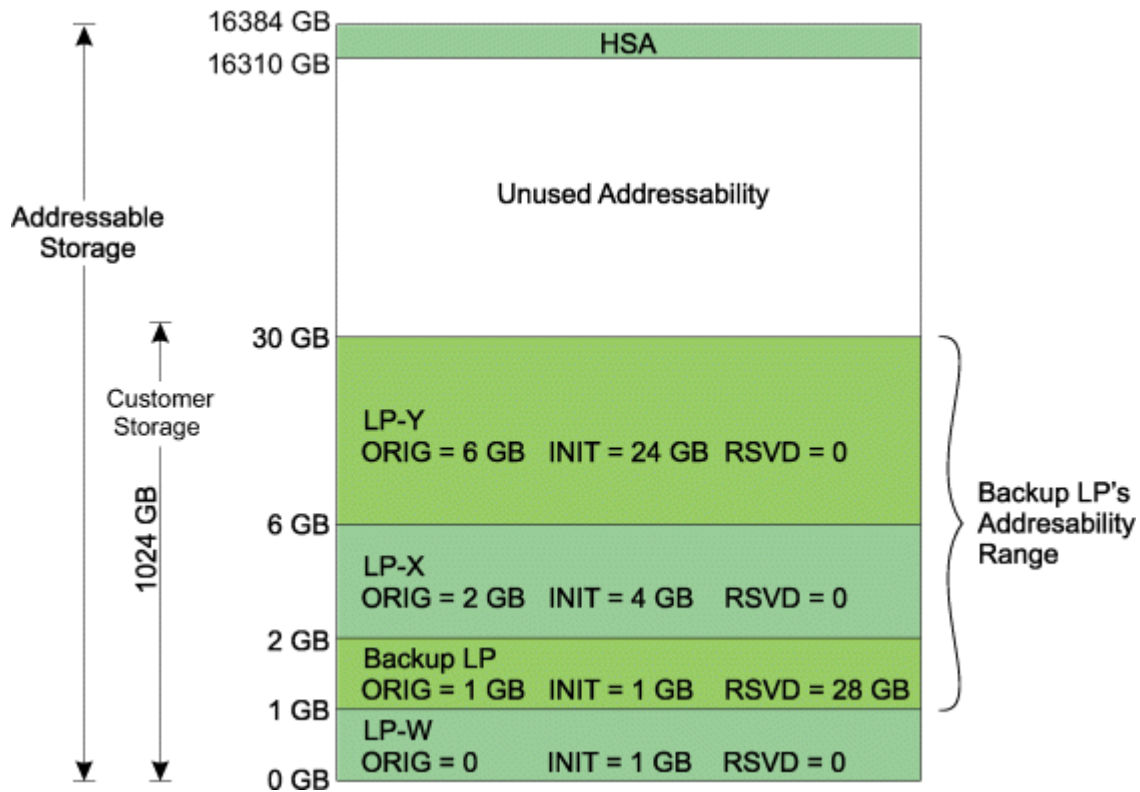 16384 GB
HSA
16310 GB
Unused Addressability
Addressable
Storage
30 GB
Customer
Storage
1024 GB
LP-Y
ORIG = 6 GB INIT = 24 GB RSVD = 0
Backup LP's
Addresability
Range
6 GB
LP-X
ORIG = 2 GB INIT = 4 GB RSVD = 0
2 GB
Backup LP
ORIG = 1 GB INIT = 1 GB RSVD = 28 GB
1 GB
LP-W
ORIG = 0 INIT = 1 GB RSVD = 0
0 GB